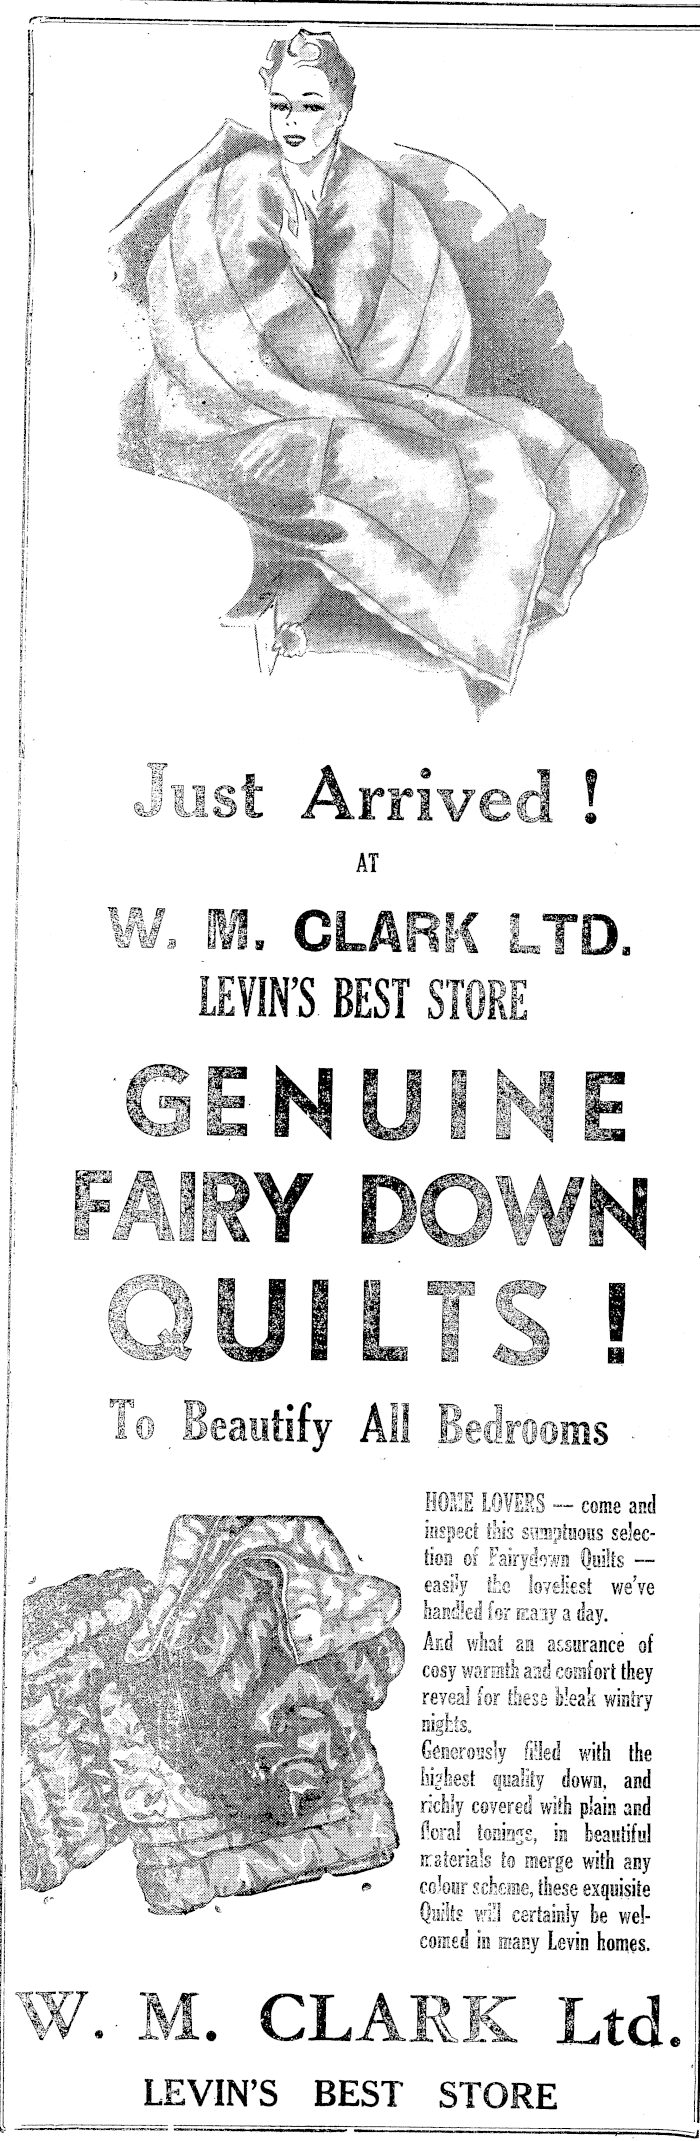 Just Arrived !
AT
W. M. CLARK LTD.
LEVIN'S BEST STORE
GENUINE
FAIRY DOWN
QUILTS !
To Beautify All Bedrooms
HOME LOVERS — come and
inspect this sumptuous selec-
tion of Fairydown Quilts —
easily the loveliest we've
handled for many a day.
And what an assurance of
cosy warmth and comfort they
reveal for these bleak wintry
nights.
Generously filled with the
highest quality down, and
richly covered with plain and
floral tonings, in beautiful
materials to merge with any
colour scheme, these exquisite
Quilts will certainly be wel-
comed in many Levin homes.
W. M. CLARK Ltd.
LEVIN'S BEST STORE